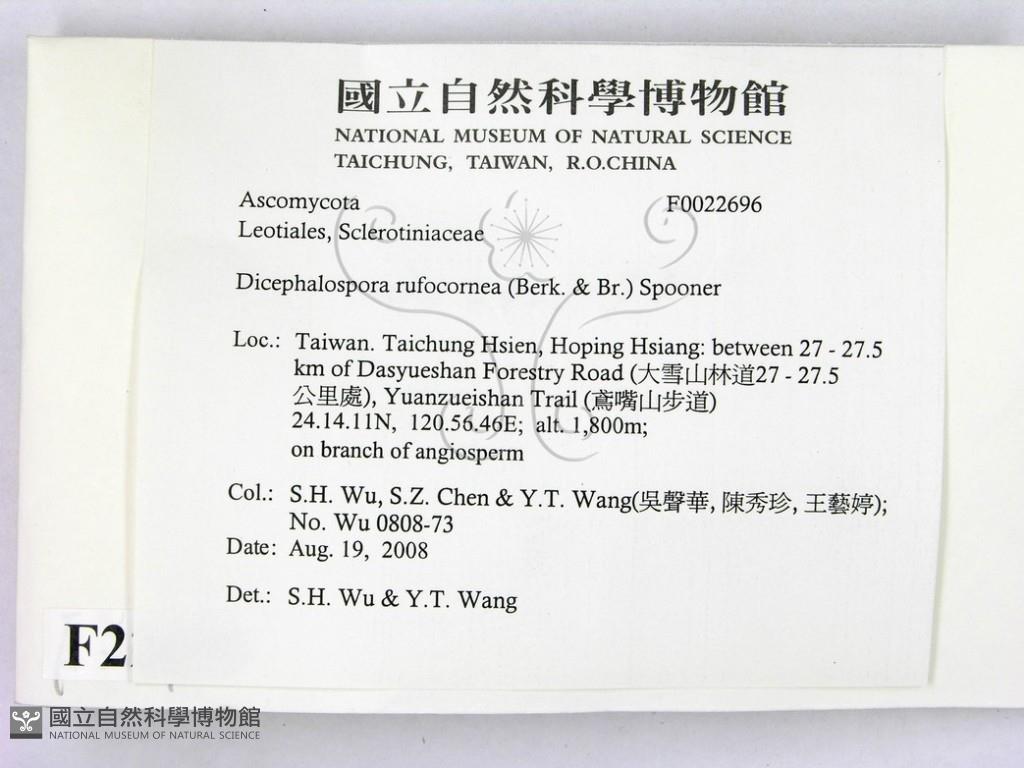 國立自然科學博物館
NATIONAL MUSEUM OF NATURAL SCIENCE
TAICHUNG, TAIWAN, R.O.CHINA
Ascomycota F0022696
Leotiales, Sclerotiniaceae
Dicephalospora rufocornea (Berk. & Br.) Spooner
Loc.: Taiwan. Taichung Hsien, Hoping Hsiang: between 27 - 27.5
km of Dasyueshan Forestry Road (大雪山林道27 - 27.5
公里處), Yuanzueishan Trail (鳶嘴山步道)
24.14.11N, 120.56.46E; alt. 1,800m;
on branch of angiosperm
Col.: S.H. Wu, S.Z. Chen & Y.T. Wang(吳聲華, 陳秀珍, 王藝婷);
No. Wu 0808-73
Date: Aug. 19, 2008
Det.: S.H. Wu & Y.T. Wang
國立自然科學博物館
NATIONAL MUSEUM OF NATURAL SCIENCE